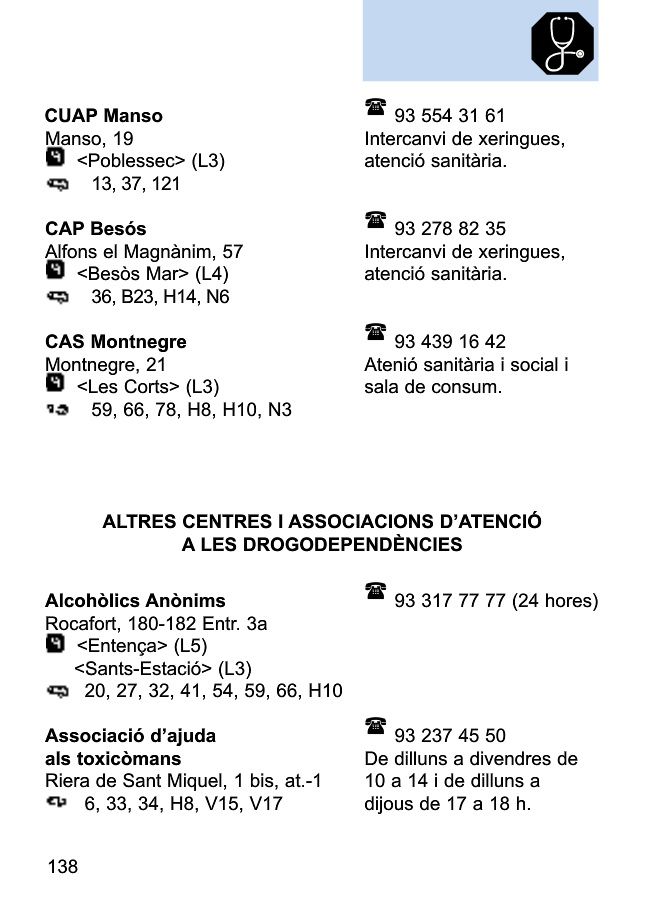 CUAP Manso
Manso, 19
<Poblessec> (L3)
13, 37, 121
☎ 93 554 31 61
Intercanvi de xeringues,
atenció sanitària.
CAP Besós
Alfons el Magnànim, 57
<Besòs Mar> (L4)
36, B23, H14, N6
☎ 93 278 82 35
Intercanvi de xeringues,
atenció sanitària.
CAS Montnegre
Montnegre, 21
<Les Corts> (L3)
59, 66, 78, H8, H10, N3
☎ 93 439 16 42
Atenió sanitària i social i
sala de consum.
ALTRES CENTRES I ASSOCIACIONS D’ATENCIÓ
A LES DROGODEPENDÈNCIES
Alcohòlics Anònims
Rocafort, 180-182 Entr. 3a
<Entença> (L5)
<Sants-Estació> (L3)
20, 27, 32, 41, 54, 59, 66, H10
☎ 93 317 77 77 (24 hores)
Associació d’ajuda
als toxicòmans
Riera de Sant Miquel, 1 bis, at.-1
6, 33, 34, H8, V15, V17
☎ 93 237 45 50
De dilluns a divendres de
10 a 14 i de dilluns a
dijous de 17 a 18 h.
138